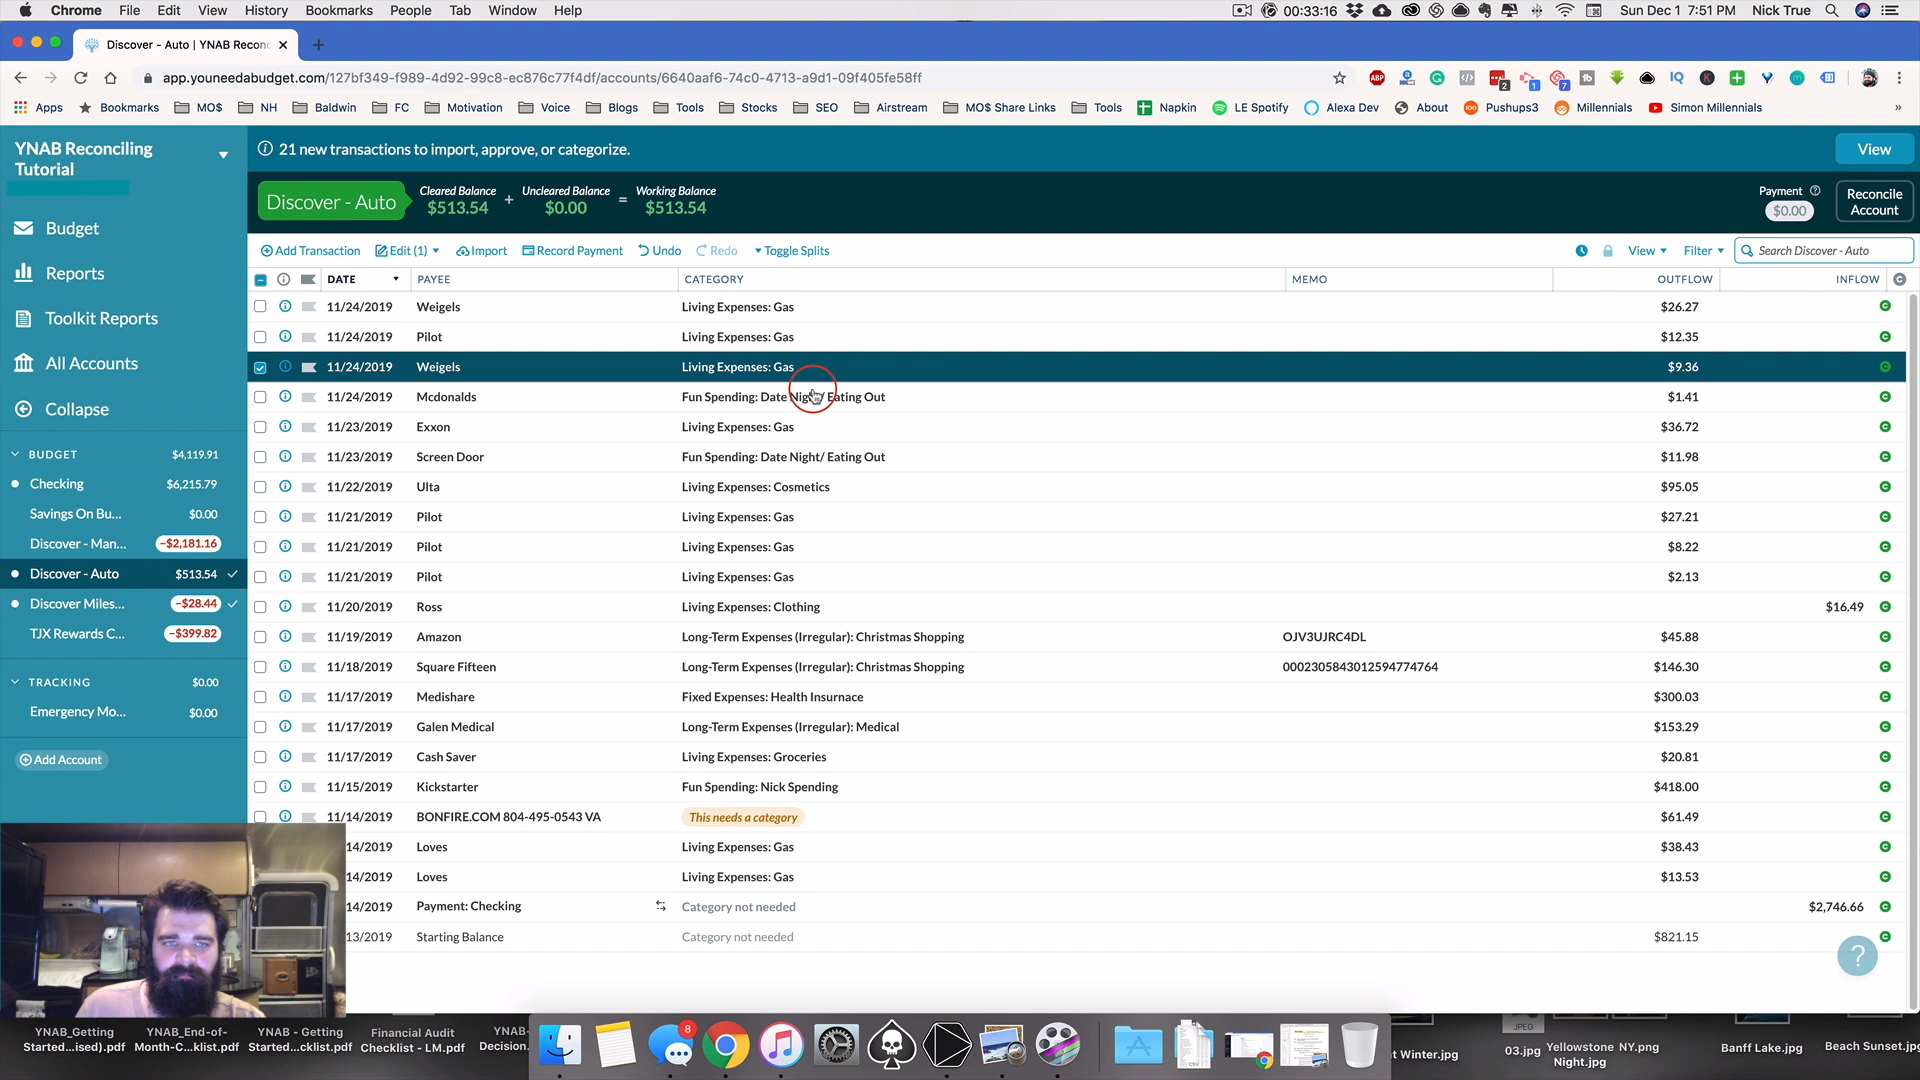 Chrome File Edit View History Bookmarks People Tab Window Help 00:33:16 Sun Dec 1 7:51 PM Nick True
Discover - Auto | YNAB Reconc
app.youneedabudget.com/127bf349-f989-4d92-99c8-ec876c77f4df/accounts/6640aaf6-74c0-4713-a9d1-09f405fe58ff
Apps Bookmarks MO$ NH Baldwin FC Motivation Voice Blogs Tools Stocks SEO Airstream MO$ Share Links Tools Napkin LE Spotify Alexa Dev About Pushups3 Millennials Simon Millennials »
YNAB Reconciling
Tutorial
21 new transactions to import, approve, or categorize. View
Discover - Auto
Cleared Balance + Uncleared Balance = Working Balance
$513.54 $0.00 $513.54
Payment
$0.00
Reconcile
Account
Budget
Reports
Toolkit Reports
All Accounts
Collapse
BUDGET $4,119.91
Checking $6,215.79
Savings On Bu... $0.00
Discover - Man... -$2,181.16
Discover - Auto $513.54
Discover Miles... -$28.44
TJX Rewards C... -$399.82
TRACKING $0.00
Emergency Mo... $0.00
Add Account
Add Transaction Edit (1) Import Record Payment Undo Redo Toggle Splits View Filter Search Discover - Auto
DATE PAYEE CATEGORY MEMO OUTFLOW INFLOW
11/24/2019 Weigels Living Expenses: Gas $26.27
11/24/2019 Pilot Living Expenses: Gas $12.35
11/24/2019 Weigels Living Expenses: Gas $9.36
11/24/2019 Mcdonalds Fun Spending: Date Night/ Eating Out $1.41
11/23/2019 Exxon Living Expenses: Gas $36.72
11/23/2019 Screen Door Fun Spending: Date Night/ Eating Out $11.98
11/22/2019 Ulta Living Expenses: Cosmetics $95.05
11/21/2019 Pilot Living Expenses: Gas $27.21
11/21/2019 Pilot Living Expenses: Gas $8.22
11/21/2019 Pilot Living Expenses: Gas $2.13
11/20/2019 Ross Living Expenses: Clothing $16.49
11/19/2019 Amazon Long-Term Expenses (Irregular): Christmas Shopping OJV3UJRC4DL $45.88
11/18/2019 Square Fifteen Long-Term Expenses (Irregular): Christmas Shopping 0002305843012594774764 $146.30
11/17/2019 Medishare Fixed Expenses: Health Insurnace $300.03
11/17/2019 Galen Medical Long-Term Expenses (Irregular): Medical $153.29
11/17/2019 Cash Saver Living Expenses: Groceries $20.81
11/15/2019 Kickstarter Fun Spending: Nick Spending $418.00
11/14/2019 BONFIRE.COM 804-495-0543 VA This needs a category $61.49
14/2019 Loves Living Expenses: Gas $38.43
14/2019 Loves Living Expenses: Gas $13.53
14/2019 Payment: Checking Category not needed $2,746.66
13/2019 Starting Balance Category not needed $821.15
?
YNAB_Getting
Started...ised).pdf
YNAB_End-of-
Month-C...klist.pdf
YNAB - Getting
Started...cklist.pdf
Financial Audit
Checklist - LM.pdf
YNAB-
Decision.
8
t Winter.jpg
JPEG
03.jpg
Yellowstone
Night.jpg
NY.png
Banff Lake.jpg
Beach Sunset.jp